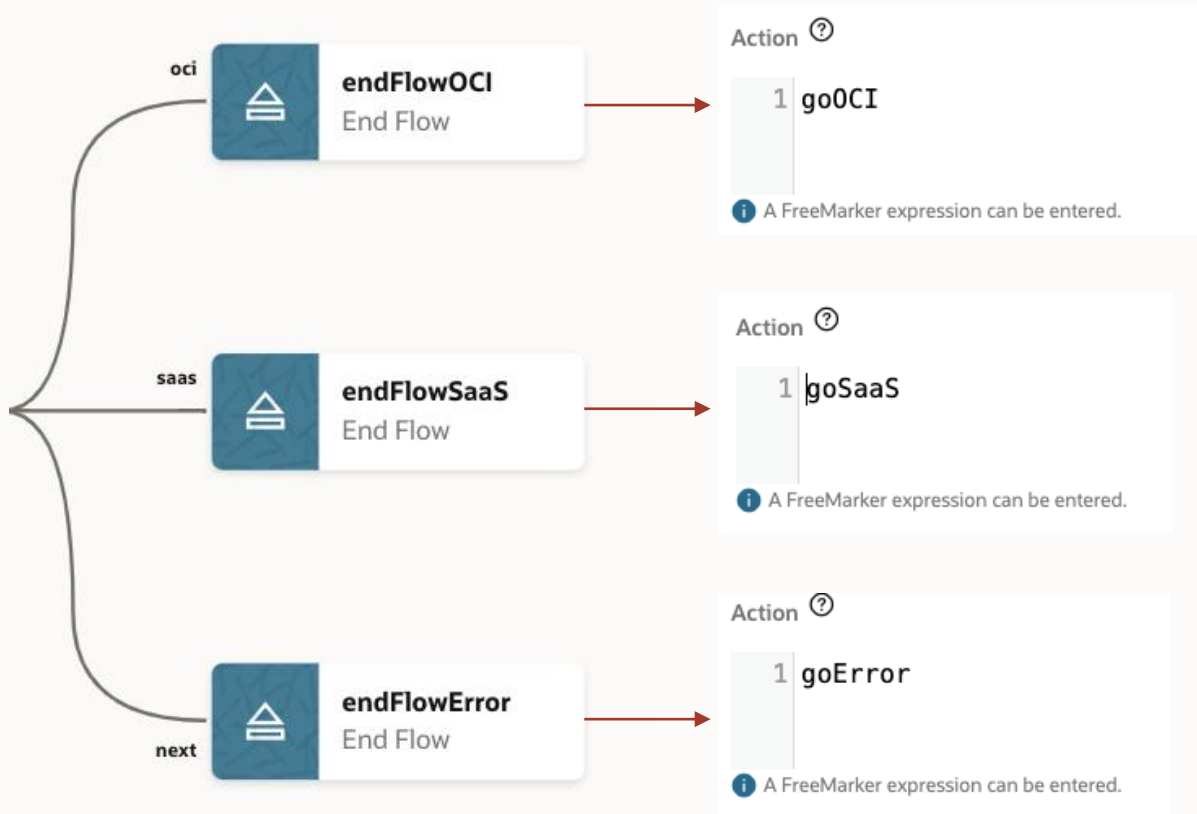 oci
endFlowOCI
End Flow
Action ?
1 goOCI
i A FreeMarker expression can be entered.
saas
endFlowSaaS
End Flow
Action ?
1 goSaaS
i A FreeMarker expression can be entered.
next
endFlowError
End Flow
Action ?
1 goError
i A FreeMarker expression can be entered.